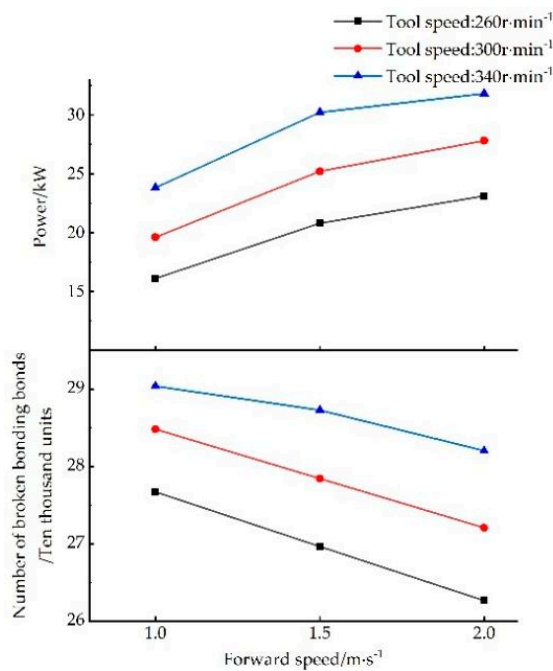 Tool speed:260r·min⁻¹
Tool speed:300r·min⁻¹
Tool speed:340r·min⁻¹
30
25
20
15
Power/kW
29
28
27
26
Number of broken bonding bonds
/Ten thousand units
1.0 1.5 2.0
Forward speed/m·s⁻¹